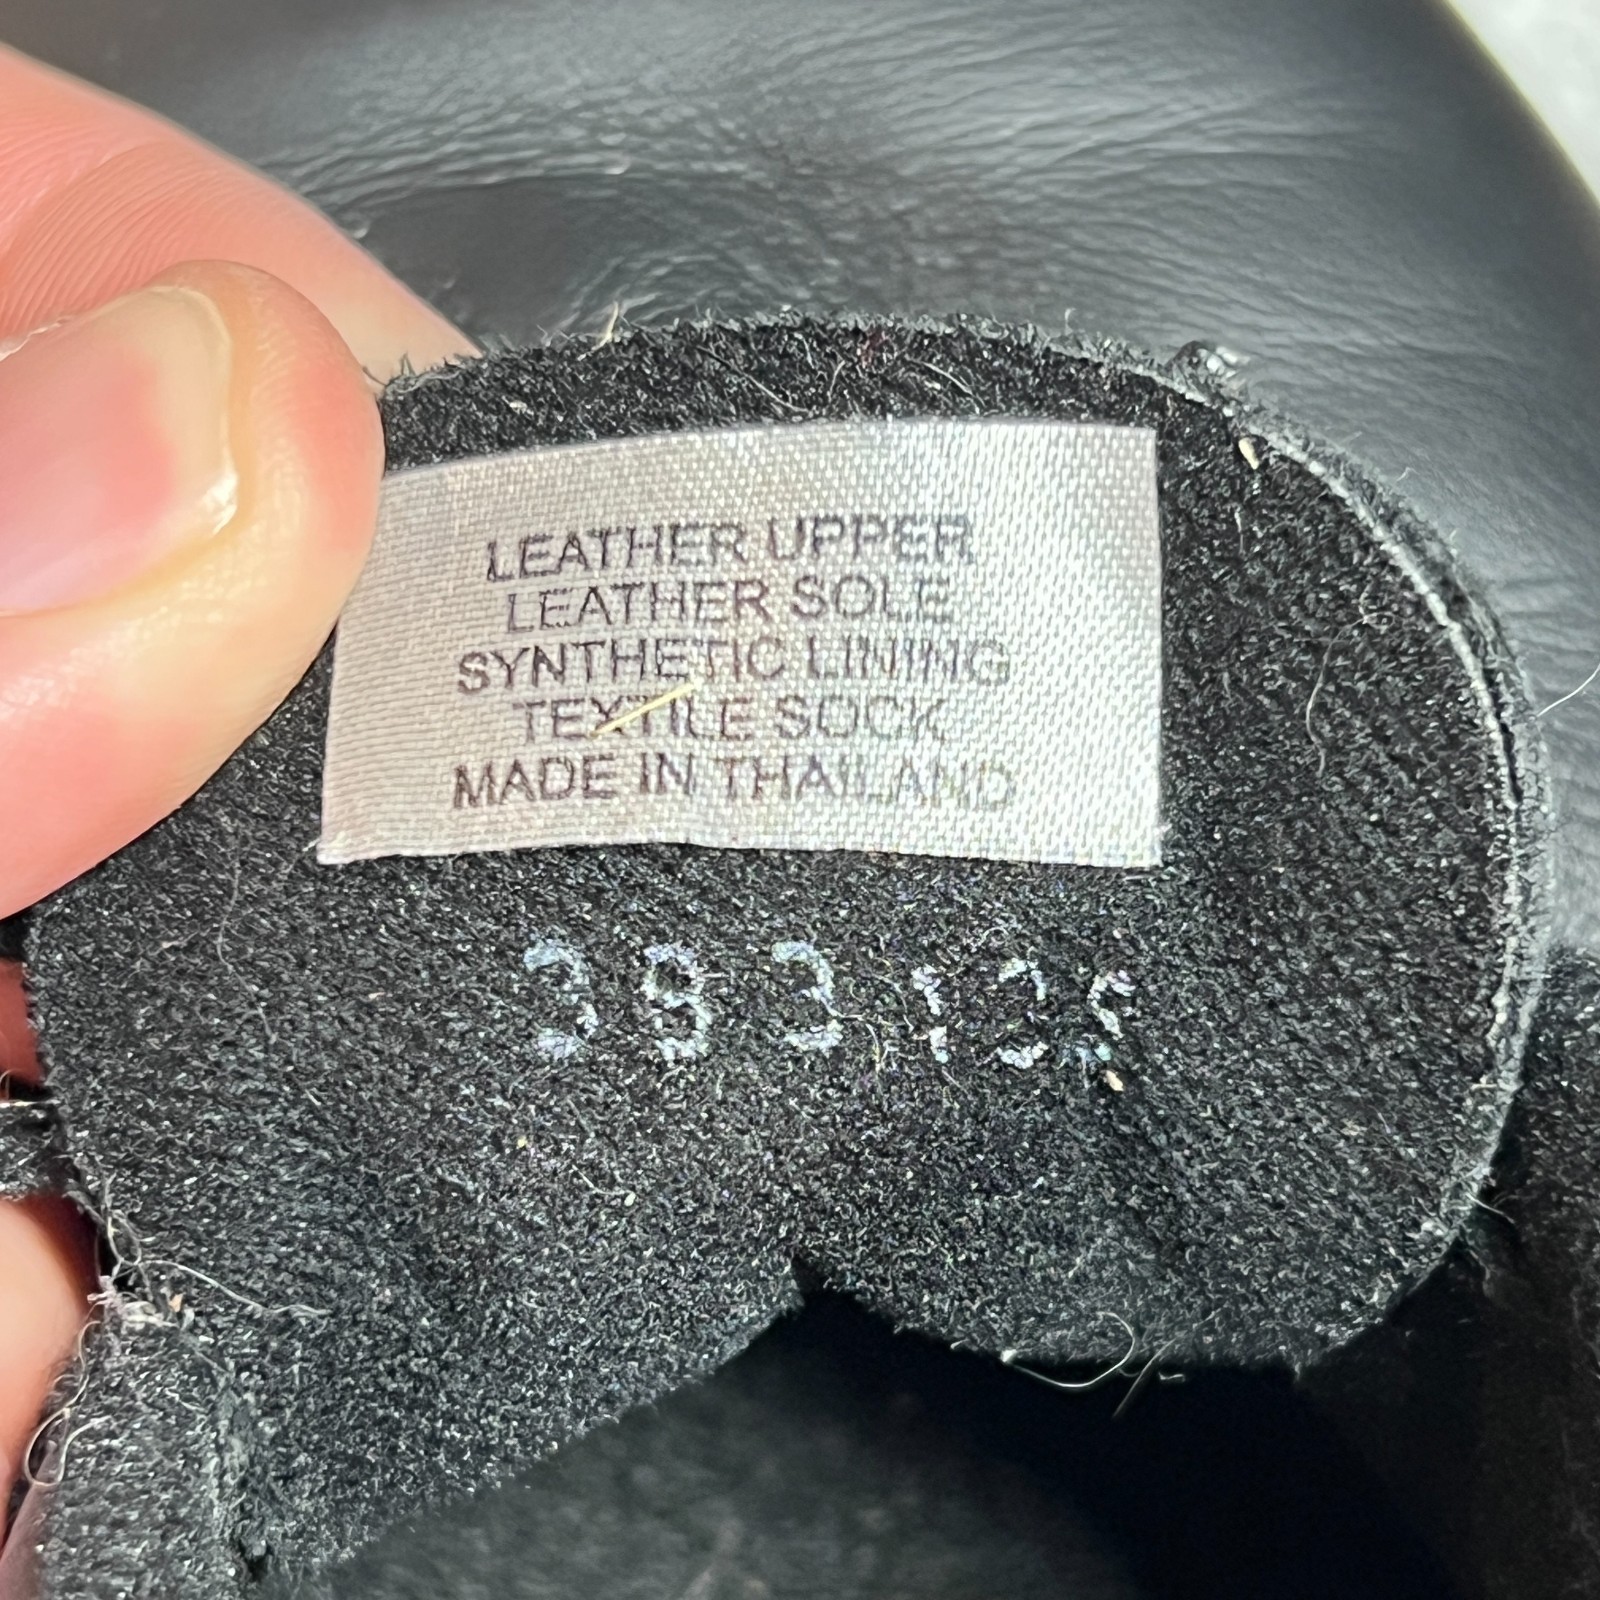 LEATHER UPPER
LEATHER SOLE
SYNTHETIC LINING
TEXTILE SOCK
MADE IN THAILAND